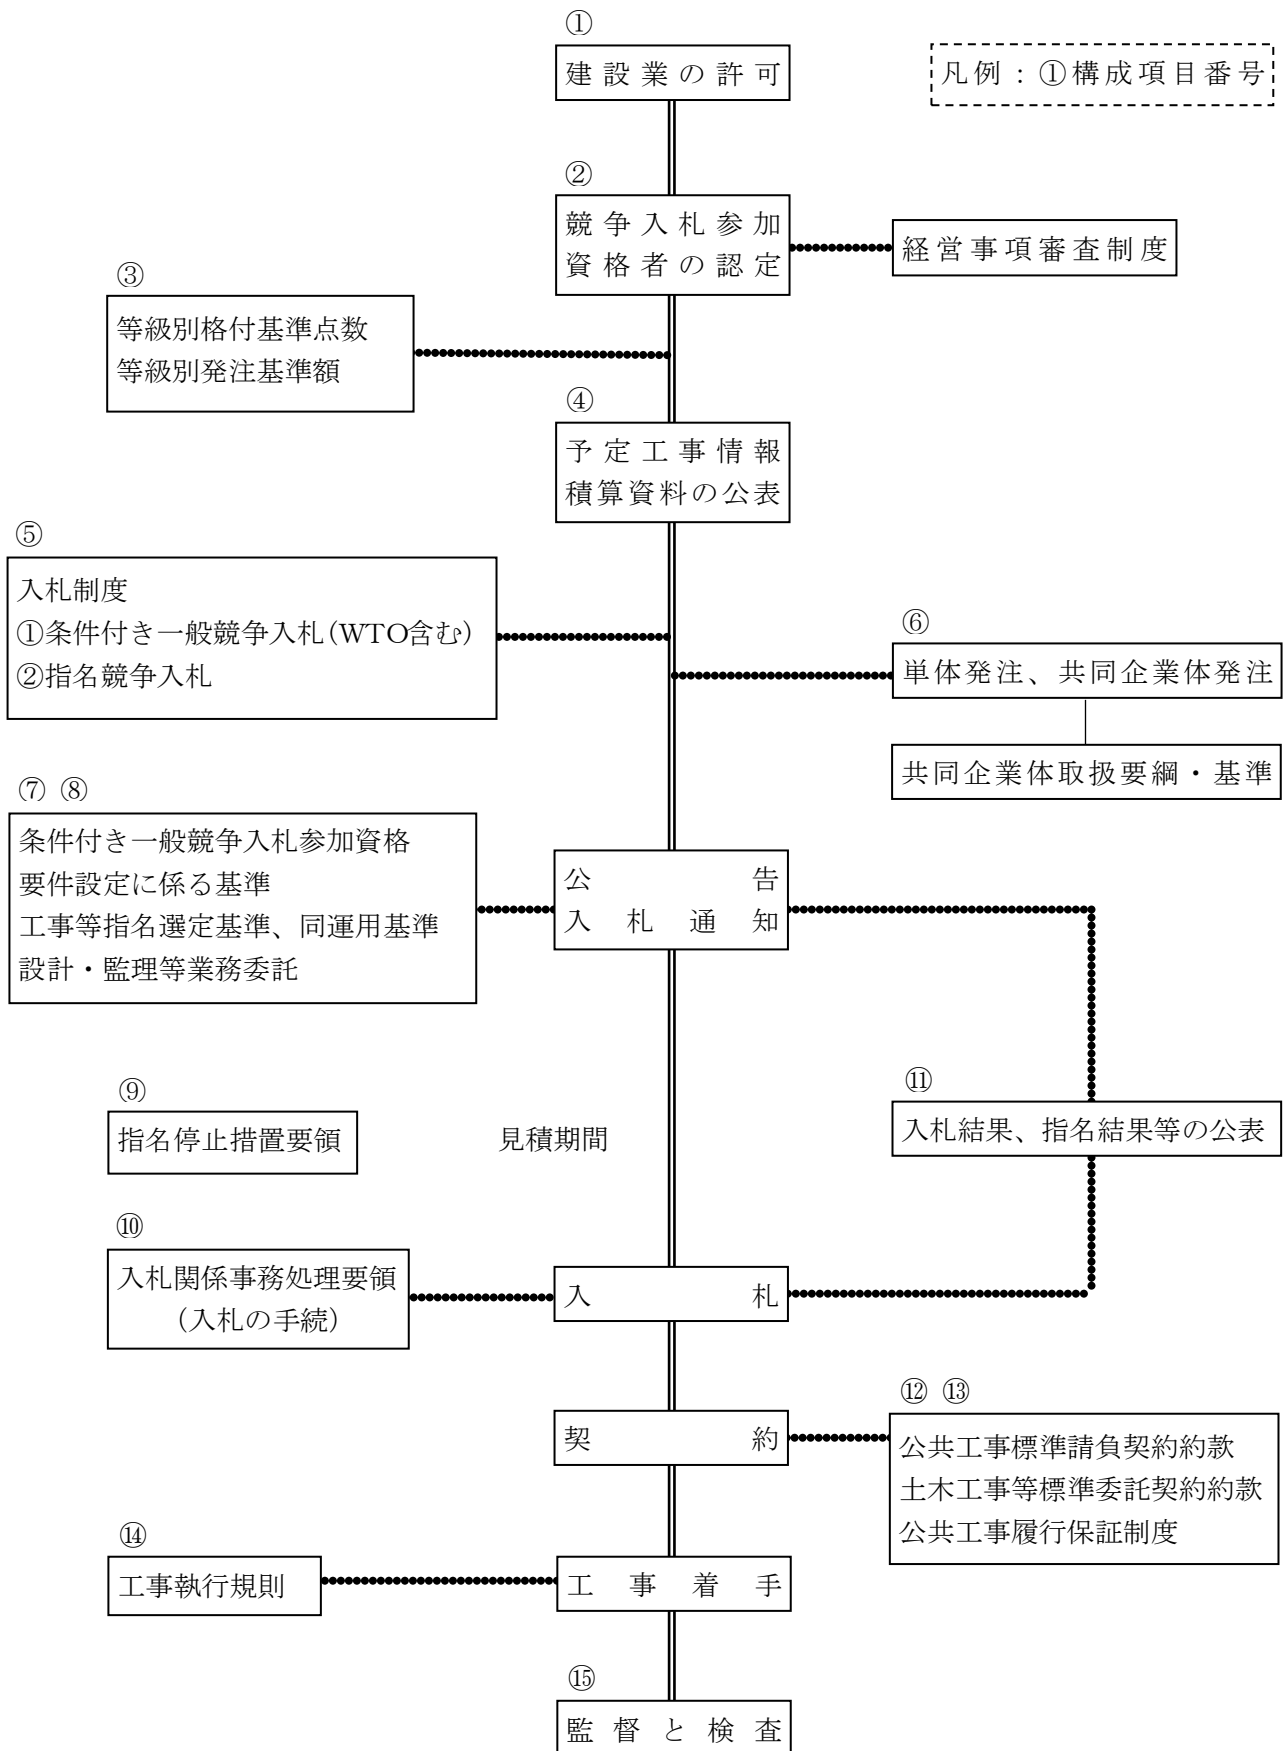 ①
建設業の許可
凡例：①構成項目番号
②
競争入札参加
資格者の認定
経営事項審査制度
③
等級別格付基準点数
等級別発注基準額
④
予定工事情報
積算資料の公表
⑤
入札制度
①条件付き一般競争入札(WTO含む)
②指名競争入札
⑥
単体発注、共同企業体発注
共同企業体取扱要綱・基準
⑦ ⑧
条件付き一般競争入札参加資格
要件設定に係る基準
工事等指名選定基準、同運用基準
設計・監理等業務委託
公告
入札通知
⑨
指名停止措置要領
見積期間
⑪
入札結果、指名結果等の公表
⑩
入札関係事務処理要領
（入札の手続）
入札
契約
⑫ ⑬
公共工事標準請負契約約款
土木工事等標準委託契約約款
公共工事履行保証制度
⑭
工事執行規則
工事着手
⑮
監督と検査